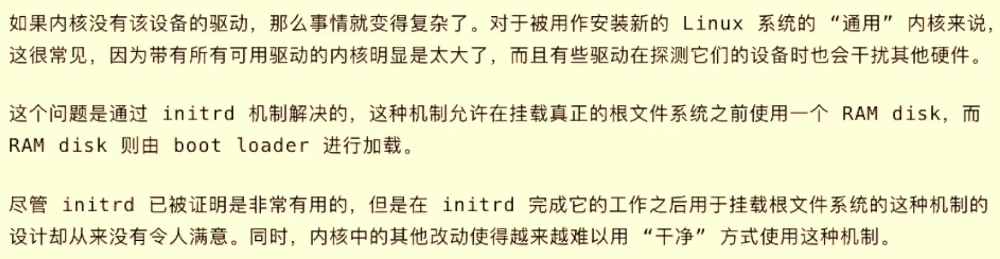 如果内核没有该设备的驱动，那么事情就变得复杂了。对于被用作安装新的 Linux 系统的 “通用” 内核来说，
这很常见，因为带有所有可用驱动的内核明显是太大了，而且有些驱动在探测它们的设备时也会干扰其他硬件。
这个问题是通过 initrd 机制解决的，这种机制允许在挂载真正的根文件系统之前使用一个 RAM disk，而
RAM disk 则由 boot loader 进行加载。
尽管 initrd 已被证明是非常有用的，但是在 initrd 完成它的工作之后用于挂载根文件系统的这种机制的
设计却从来没有令人满意。同时，内核中的其他改动使得越来越难以用 “干净” 方式使用这种机制。